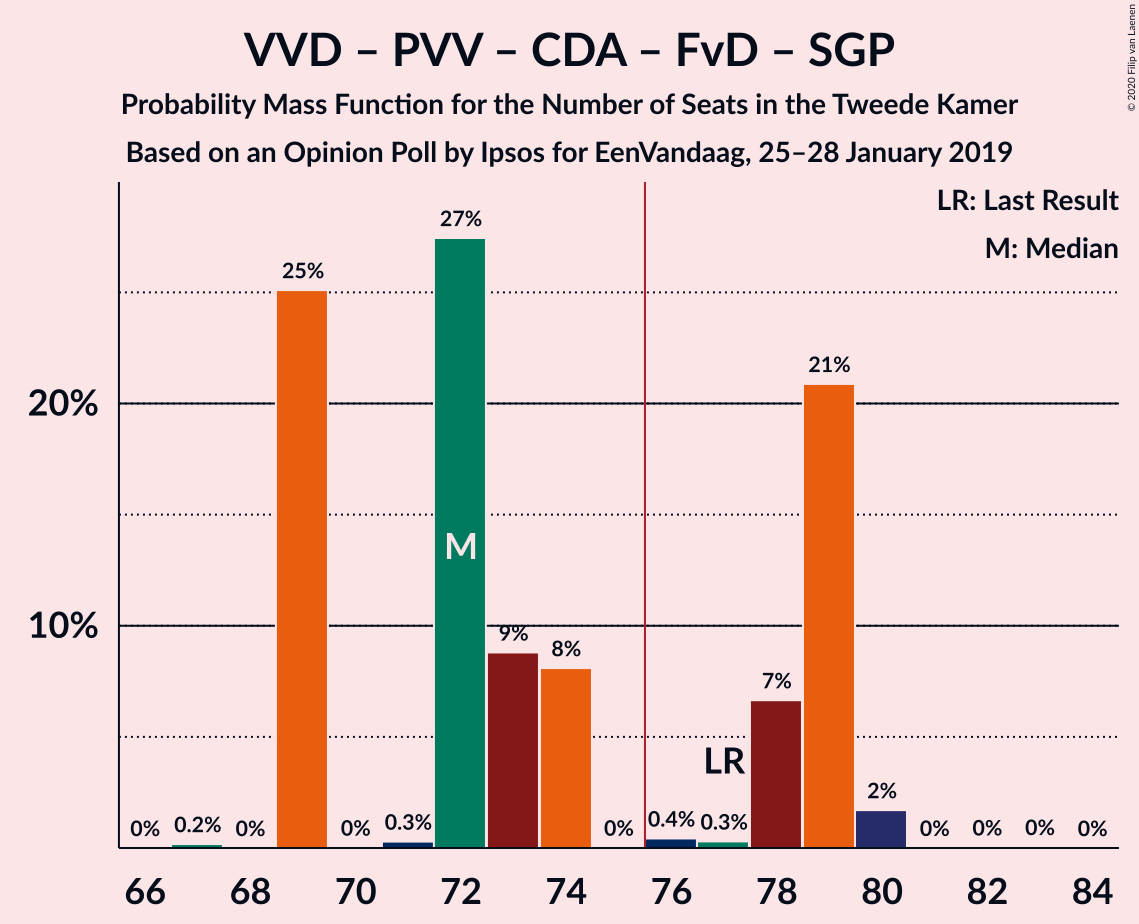 VVD – PVV – CDA – FvD – SGP
Probability Mass Function for the Number of Seats in the Tweede Kamer
Based on an Opinion Poll by Ipsos for EenVandaag, 25–28 January 2019
© 2020 Filip van Laenen
LR: Last Result
M: Median
20%
10%
0%
0.2%
0%
25%
0%
0.3%
27%
M
9%
8%
0%
0.4%
0.3%
LR
7%
21%
2%
0%
0%
0%
0%
66 68 70 72 74 76 78 80 82 84